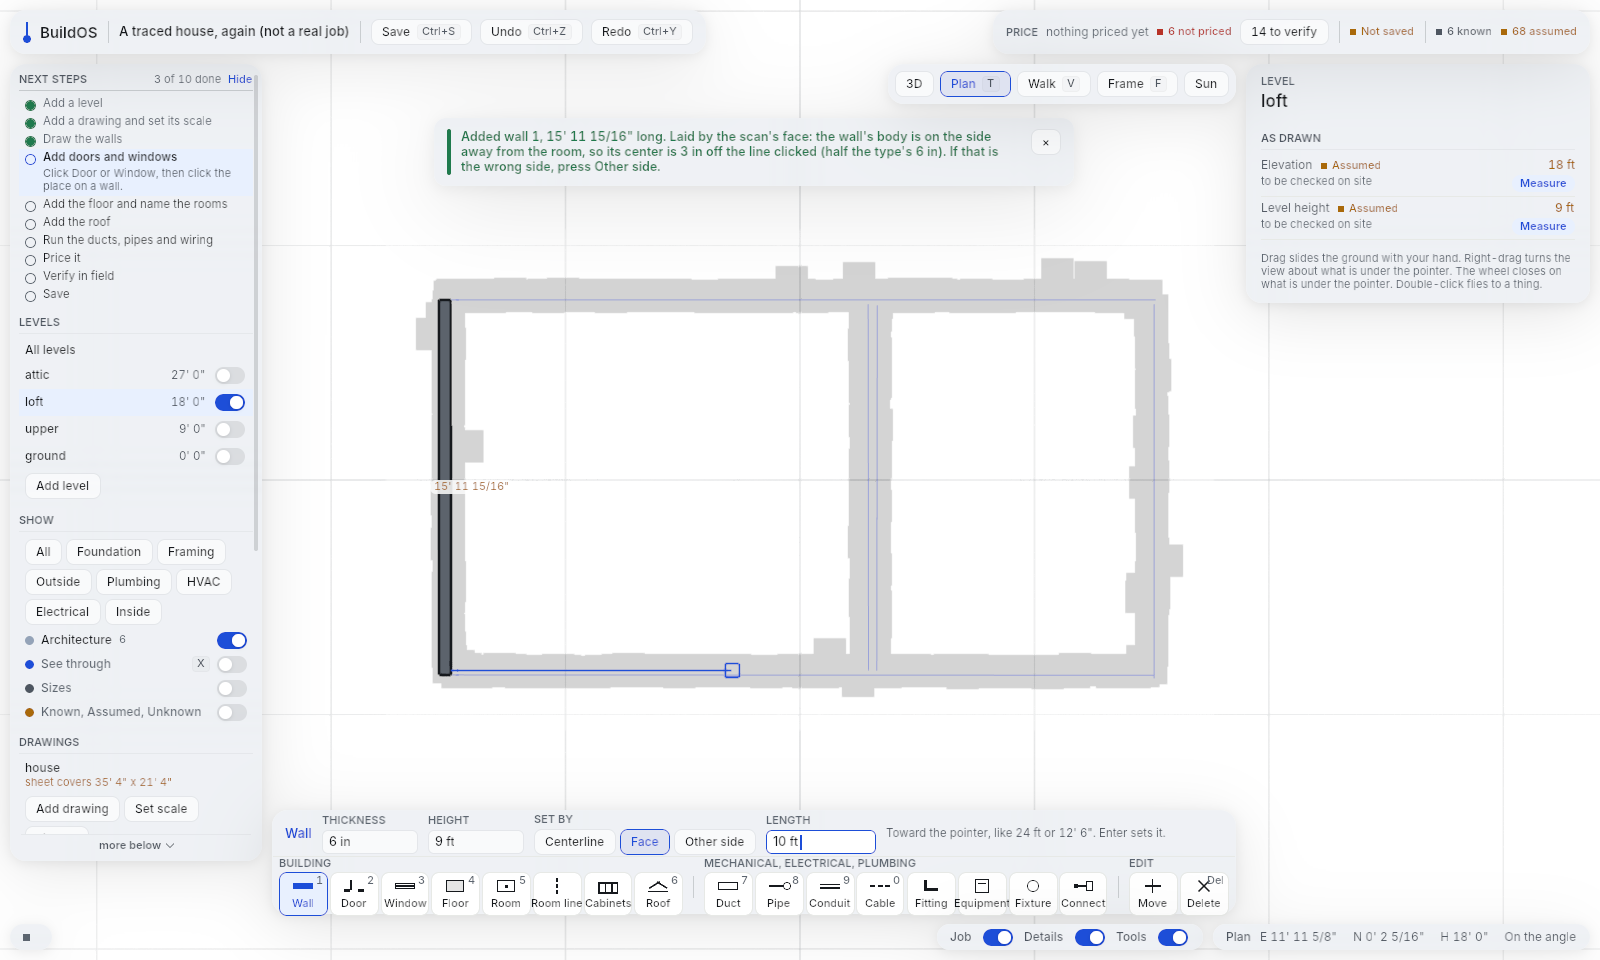 BuildOS
A traced house, again (not a real job)
Save Ctrl+S
Undo Ctrl+Z
Redo Ctrl+Y
PRICE nothing priced yet 6 not priced 14 to verify Not saved 6 known 68 assumed
NEXT STEPS 3 of 10 done Hide
Add a level
Add a drawing and set its scale
Draw the walls
Add doors and windows
Click Door or Window, then click the
place on a wall.
Add the floor and name the rooms
Add the roof
Run the ducts, pipes and wiring
Price it
Verify in field
Save
LEVELS
All levels
attic 27' 0"
loft 18' 0"
upper 9' 0"
ground 0' 0"
Add level
SHOW
All Foundation Framing
Outside Plumbing HVAC
Electrical Inside
Architecture 6
See through X
Sizes
Known, Assumed, Unknown
DRAWINGS
house
sheet covers 35' 4" x 21' 4"
Add drawing Set scale
more below
3D Plan T Walk V Frame F Sun
Added wall 1, 15' 11 15/16" long. Laid by the scan's face: the wall's body is on the side
away from the room, so its center is 3 in off the line clicked (half the type's 6 in). If that is
the wrong side, press Other side.
×
LEVEL
loft
AS DRAWN
Elevation Assumed 18 ft
to be checked on site Measure
Level height Assumed 9 ft
to be checked on site Measure
Drag slides the ground with your hand. Right-drag turns the
view about what is under the pointer. The wheel closes on
what is under the pointer. Double-click flies to a thing.
15' 11 15/16"
Wall
THICKNESS
6 in
HEIGHT
9 ft
SET BY
Centerline Face Other side
LENGTH
10 ft
Toward the pointer, like 24 ft or 12' 6". Enter sets it.
BUILDING
Wall 1
Door 2
Window 3
Floor 4
Room 5
Room line
Cabinets
Roof 6
MECHANICAL, ELECTRICAL, PLUMBING
Duct 7
Pipe 8
Conduit 9
Cable 0
Fitting
Equipment
Fixture
Connect
EDIT
Move
Delete Del
Job Details Tools
Plan E 11' 11 5/8" N 0' 2 5/16" H 18' 0" On the angle